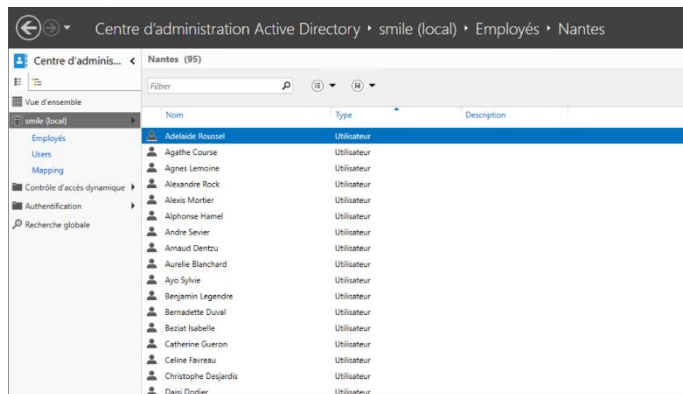 Centre d'administration Active Directory ‣ smile (local) ‣ Employés ‣ Nantes
Centre d'adminis...
Vue d'ensemble
smile (local)
Employés
Users
Mapping
Contrôle d'accès dynamique
Authentification
Recherche globale
Nantes (95)
Filtrer
Nom Type Description
Adelaide Roussel Utilisateur
Agathe Course Utilisateur
Agnes Lemoine Utilisateur
Alexandre Rock Utilisateur
Alexis Mortier Utilisateur
Alphonse Hamel Utilisateur
Andre Sevier Utilisateur
Arnaud Dentzu Utilisateur
Aurelie Blanchard Utilisateur
Ayo Sylvie Utilisateur
Benjamin Legendre Utilisateur
Bernadette Duval Utilisateur
Beziat Isabelle Utilisateur
Catherine Gueron Utilisateur
Celine Favreau Utilisateur
Christophe Desjardis Utilisateur
Daisi Dodier Utilisateur